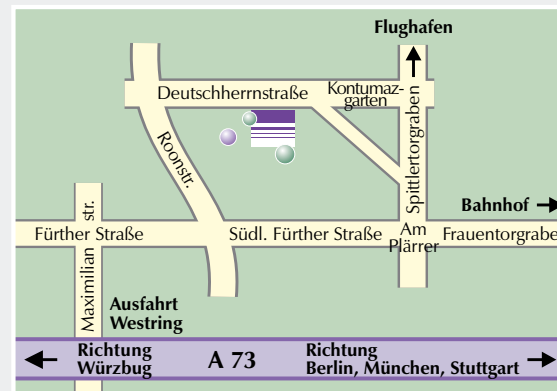 Flughafen
Deutschherrnstraße
Kontumaz-
garten
Spittlertorgraben
Roonstr.
Bahnhof
Maximilian str.
Fürther Straße
Südl. Fürther Straße
Am
Plärrer
Frauentorgrabe
Ausfahrt
Westring
Richtung
Würzbug
A 73
Richtung
Berlin, München, Stuttgart